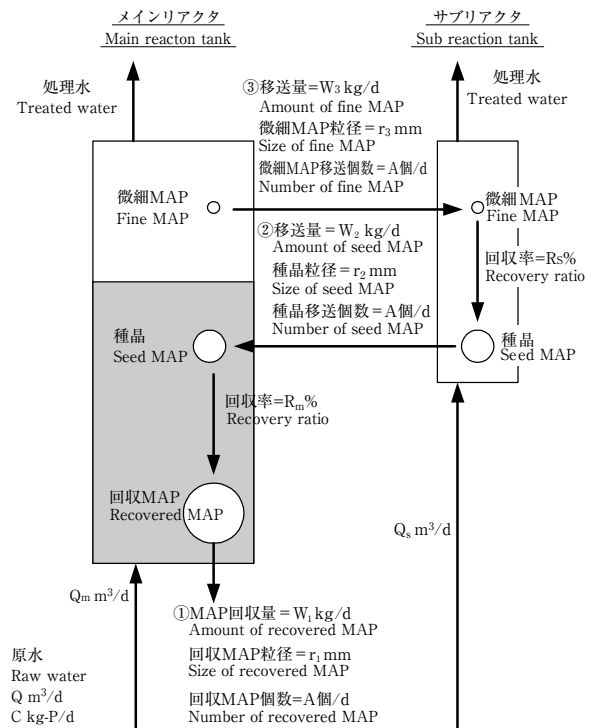 メインリアクタ
Main reacton tank
サブリアクタ
Sub reaction tank
処理水
Treated water
処理水
Treated water
③移送量=W₃ kg/d
Amount of fine MAP
微細MAP粒径=r₃ mm
Size of fine MAP
微細MAP移送個数=A個/d
Number of fine MAP
微細MAP
Fine MAP
微細MAP
Fine MAP
②移送量=W₂ kg/d
Amount of seed MAP
種晶粒径=r₂ mm
Size of seed MAP
種晶移送個数=A個/d
Number of seed MAP
回収率=Rs%
Recovery ratio
種晶
Seed MAP
種晶
Seed MAP
回収率=Rₘ%
Recovery ratio
回収MAP
Recovered MAP
Qₛ m³/d
Qm m³/d
①MAP回収量=W₁ kg/d
Amount of recovered MAP
回収MAP粒径=r₁ mm
Size of recovered MAP
回収MAP個数=A個/d
Number of recovered MAP
原水
Raw water
Q m³/d
C kg-P/d